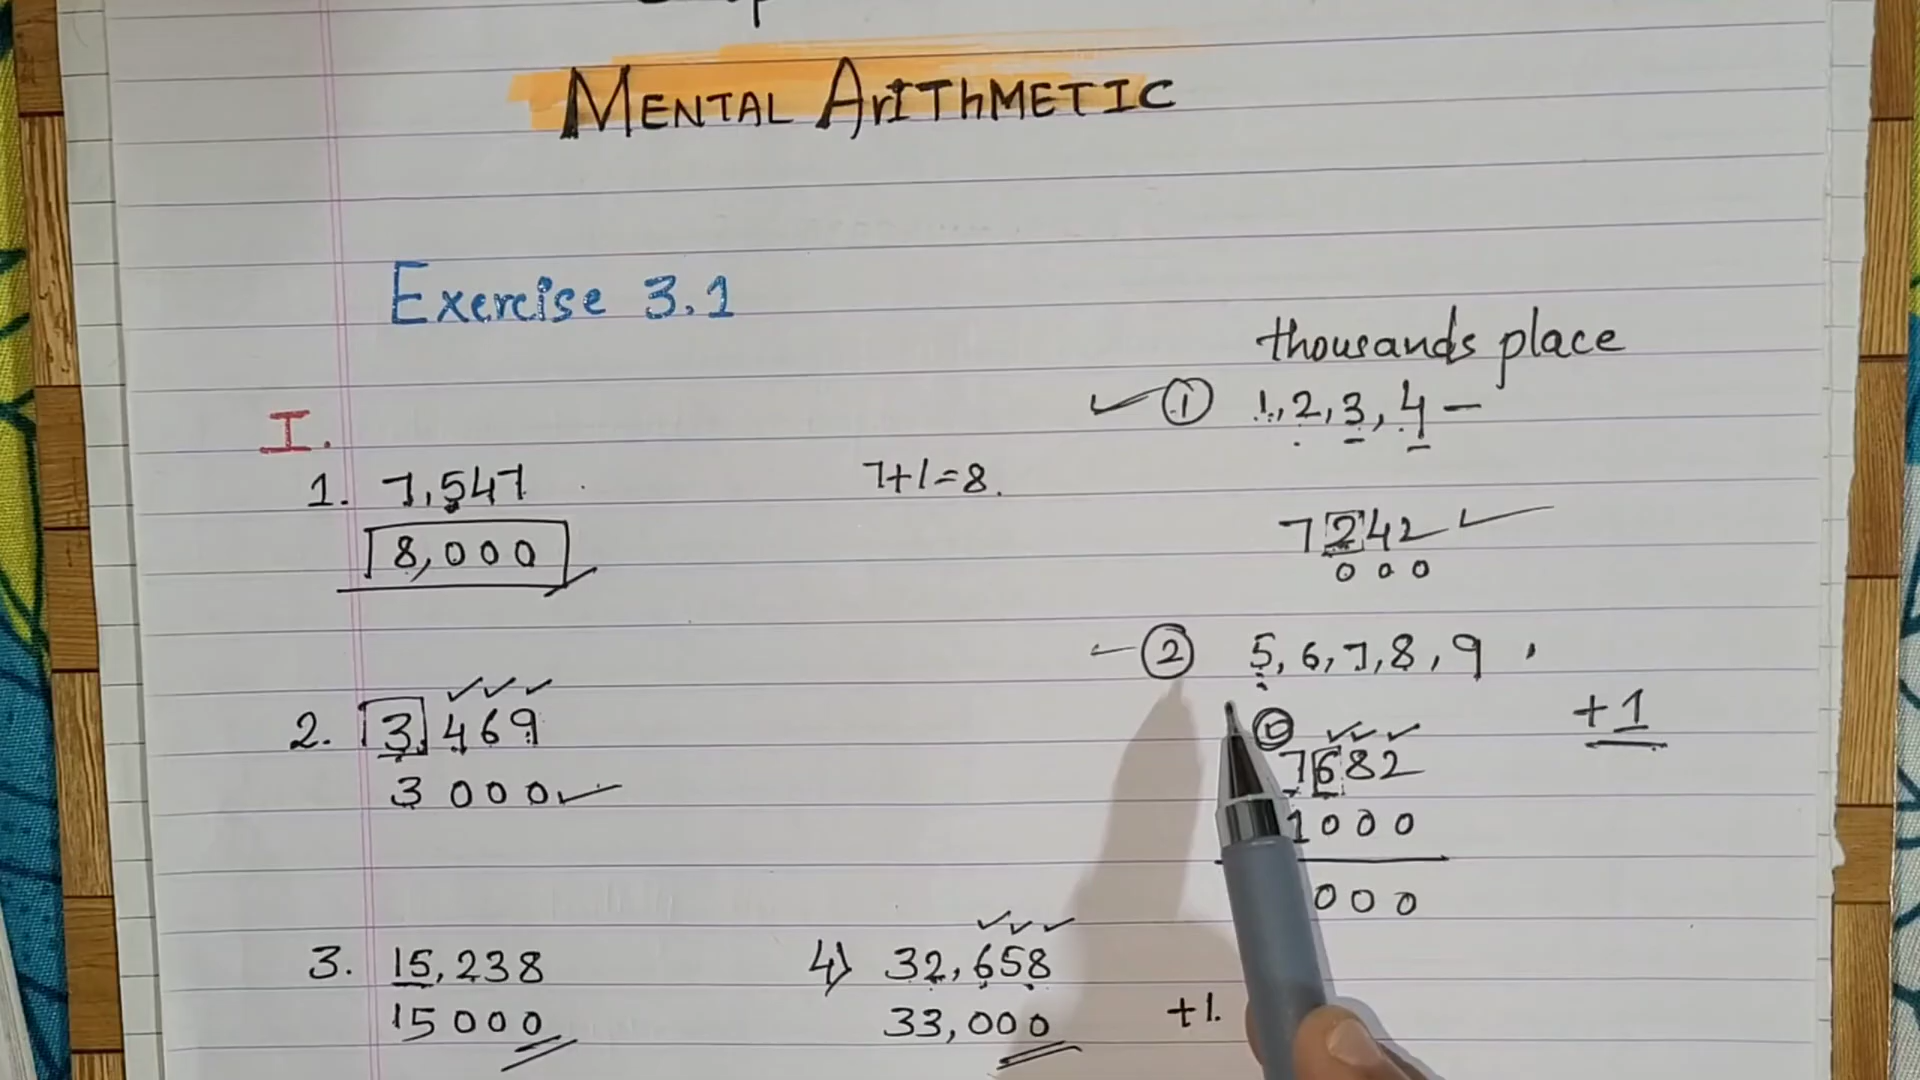 MENTAL ArIThMETIC
Exercise 3.1
thousands place
① 1, 2, 3, 4 —
I.
1. 7,547
7+1=8.
8,000
7242
000
② 5, 6, 7, 8, 9
+1
2. 3,469
7682
3000
1000
000
3. 15,238
4) 32,658
15000
33,000
+1.